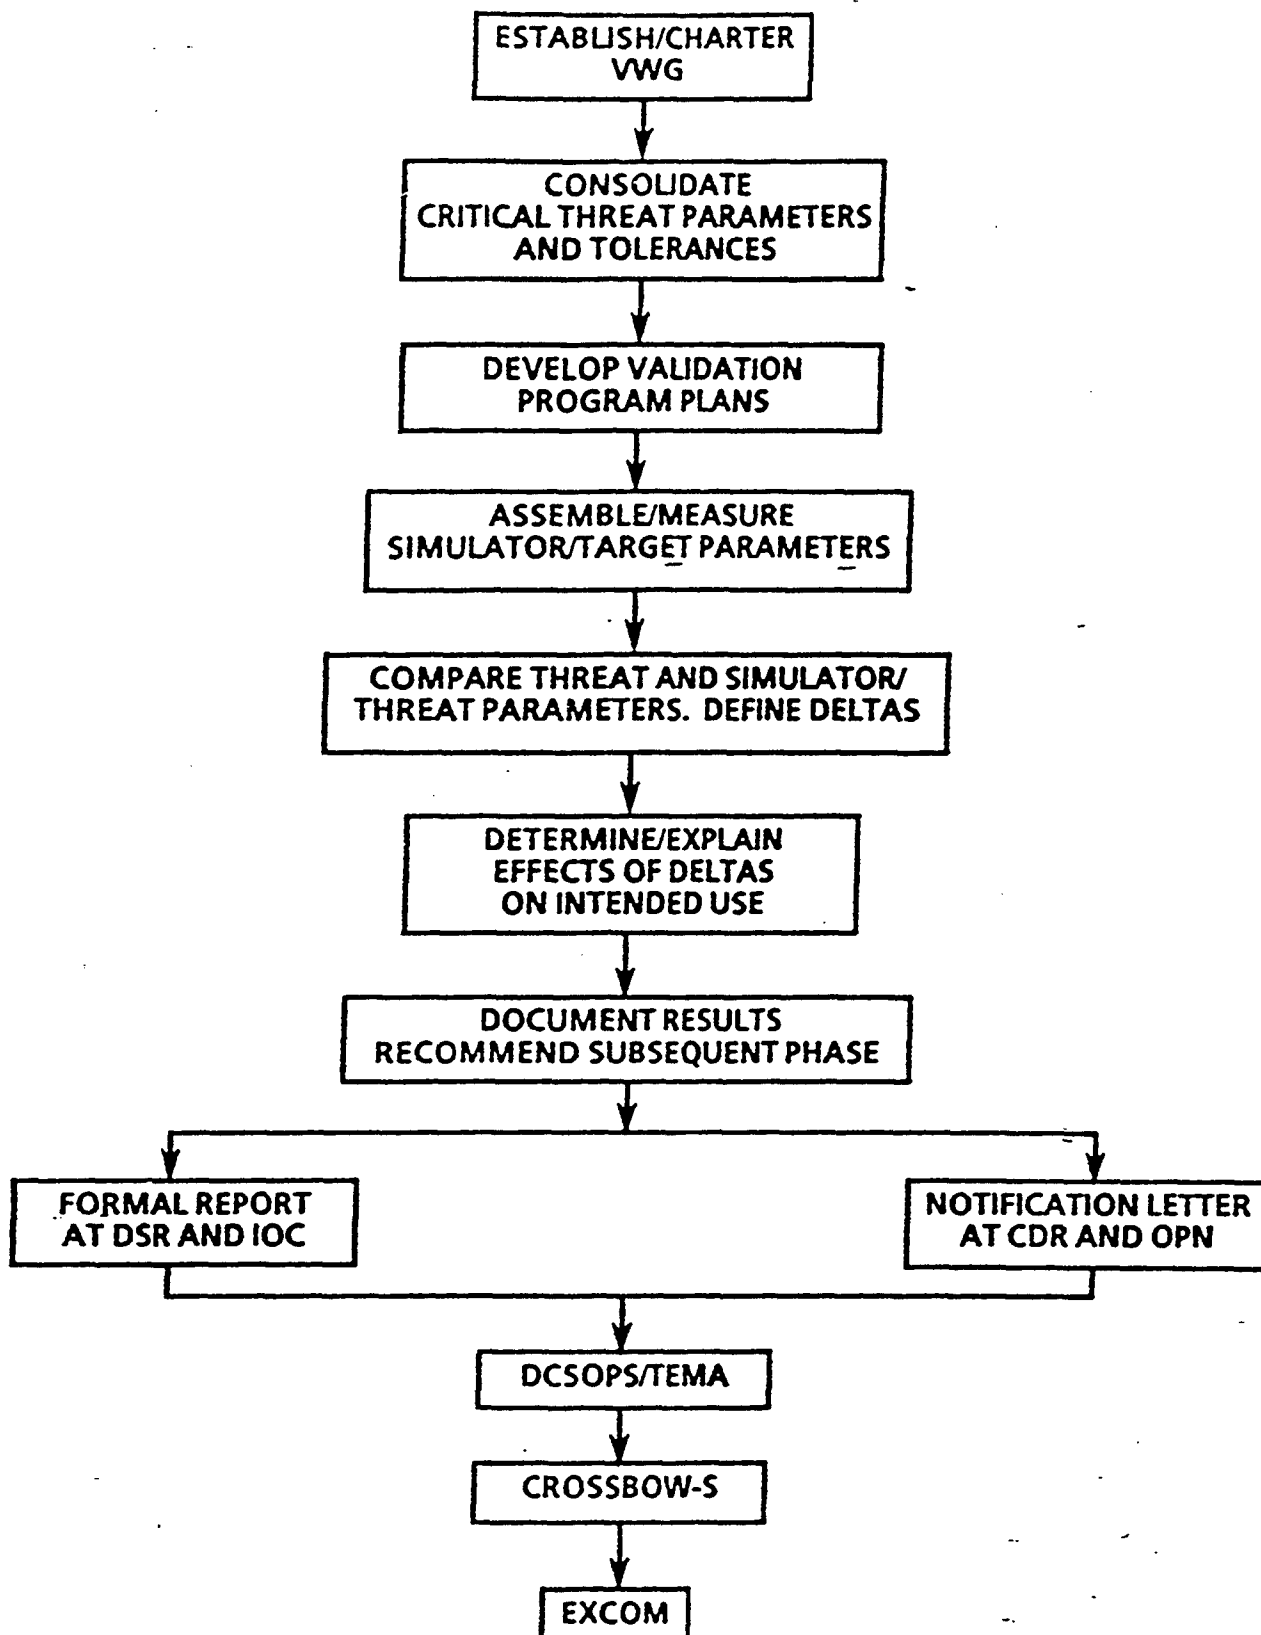 ESTABLISH/CHARTER
VWG
CONSOLIDATE
CRITICAL THREAT PARAMETERS
AND TOLERANCES
DEVELOP VALIDATION
PROGRAM PLANS
ASSEMBLE/MEASURE
SIMULATOR/TARGET PARAMETERS
COMPARE THREAT AND SIMULATOR/
THREAT PARAMETERS. DEFINE DELTAS
DETERMINE/EXPLAIN
EFFECTS OF DELTAS
ON INTENDED USE
DOCUMENT RESULTS
RECOMMEND SUBSEQUENT PHASE
FORMAL REPORT
AT DSR AND IOC
NOTIFICATION LETTER
AT CDR AND OPN
DCSOPS/TEMA
CROSSBOW-S
EXCOM